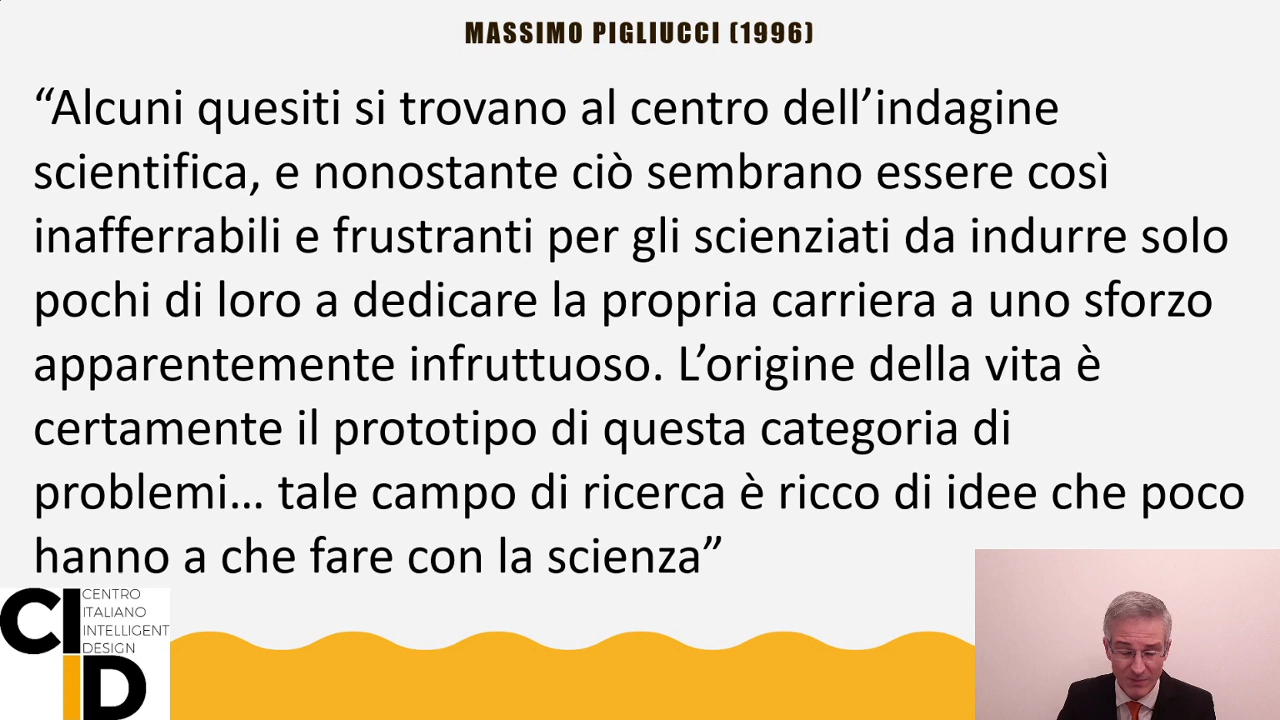 MASSIMO PIGLIUCCI (1996)
“Alcuni quesiti si trovano al centro dell’indagine
scientifica, e nonostante ciò sembrano essere così
inafferrabili e frustranti per gli scienziati da indurre solo
pochi di loro a dedicare la propria carriera a uno sforzo
apparentemente infruttuoso. L’origine della vita è
certamente il prototipo di questa categoria di
problemi… tale campo di ricerca è ricco di idee che poco
hanno a che fare con la scienza”
CIID
CENTRO
ITALIANO
INTELLIGENT
DESIGN